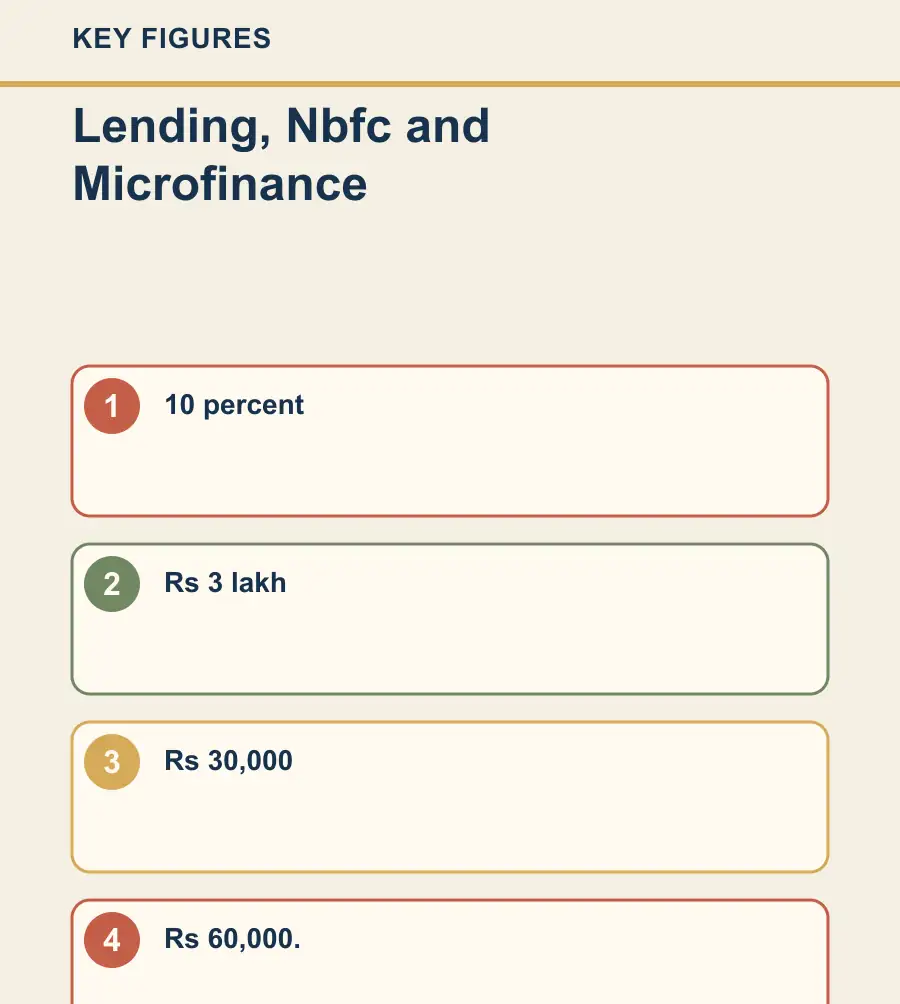 KEY FIGURES
Lending, Nbfc and
Microfinance
1 10 percent
2 Rs 3 lakh
3 Rs 30,000
4 Rs 60,000.